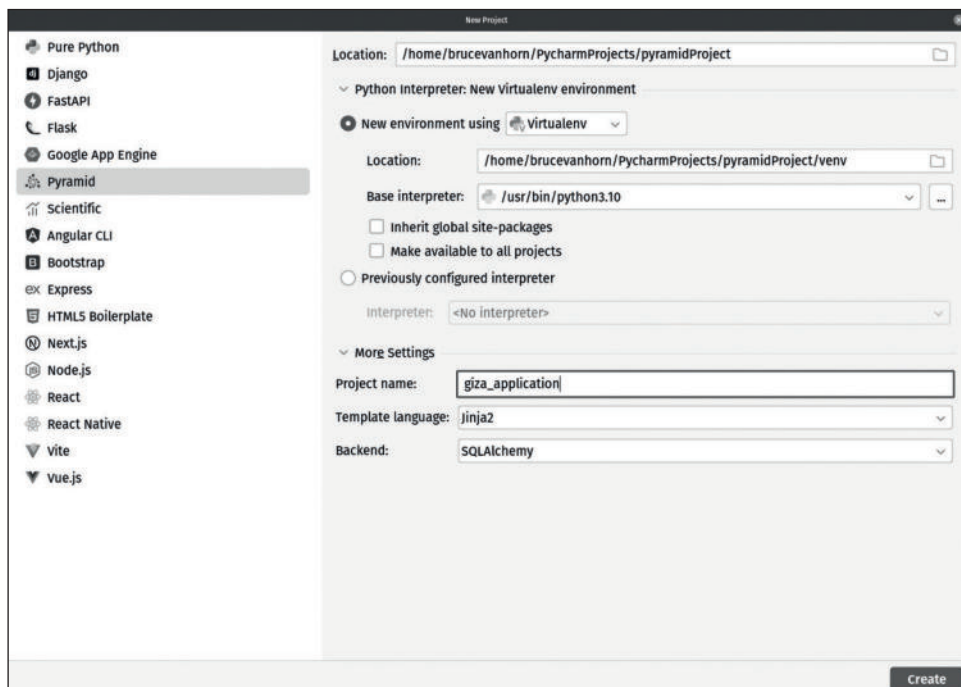 New Project
Pure Python
Django
FastAPI
Flask
Google App Engine
Pyramid
Scientific
Angular CLI
Bootstrap
Express
HTML5 Boilerplate
Next.js
Node.js
React
React Native
Vite
Vue.js
Location: /home/brucevanhorn/PycharmProjects/pyramidProject
Python Interpreter: New Virtualenv environment
New environment using Virtualenv
Location: /home/brucevanhorn/PycharmProjects/pyramidProject/venv
Base interpreter: /usr/bin/python3.10
...
Inherit global site-packages
Make available to all projects
Previously configured interpreter
Interpreter: <No interpreter>
More Settings
Project name: giza_application
Template language: Jinja2
Backend: SQLAlchemy
Create